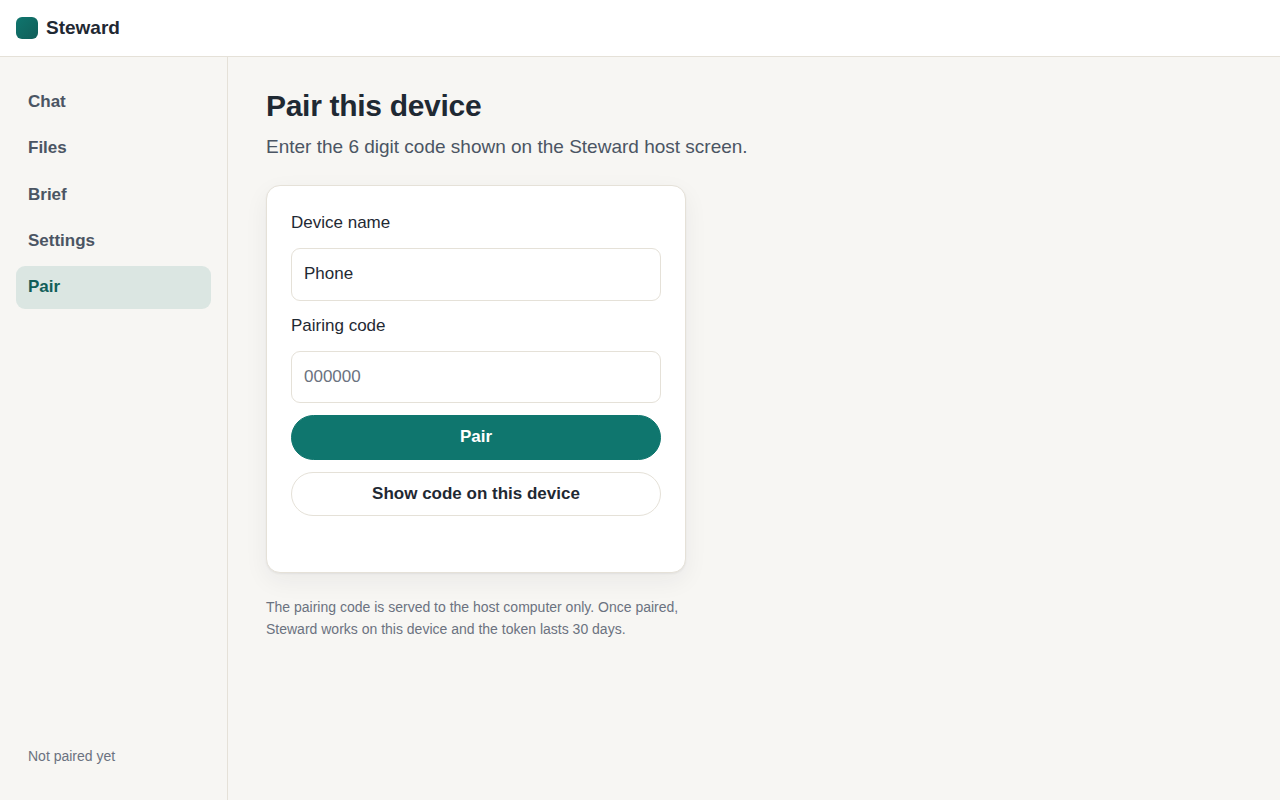 Steward
Chat
Files
Brief
Settings
Pair
Not paired yet
Pair this device
Enter the 6 digit code shown on the Steward host screen.
Device name
Phone
Pairing code
000000
Pair
Show code on this device
The pairing code is served to the host computer only. Once paired,
Steward works on this device and the token lasts 30 days.